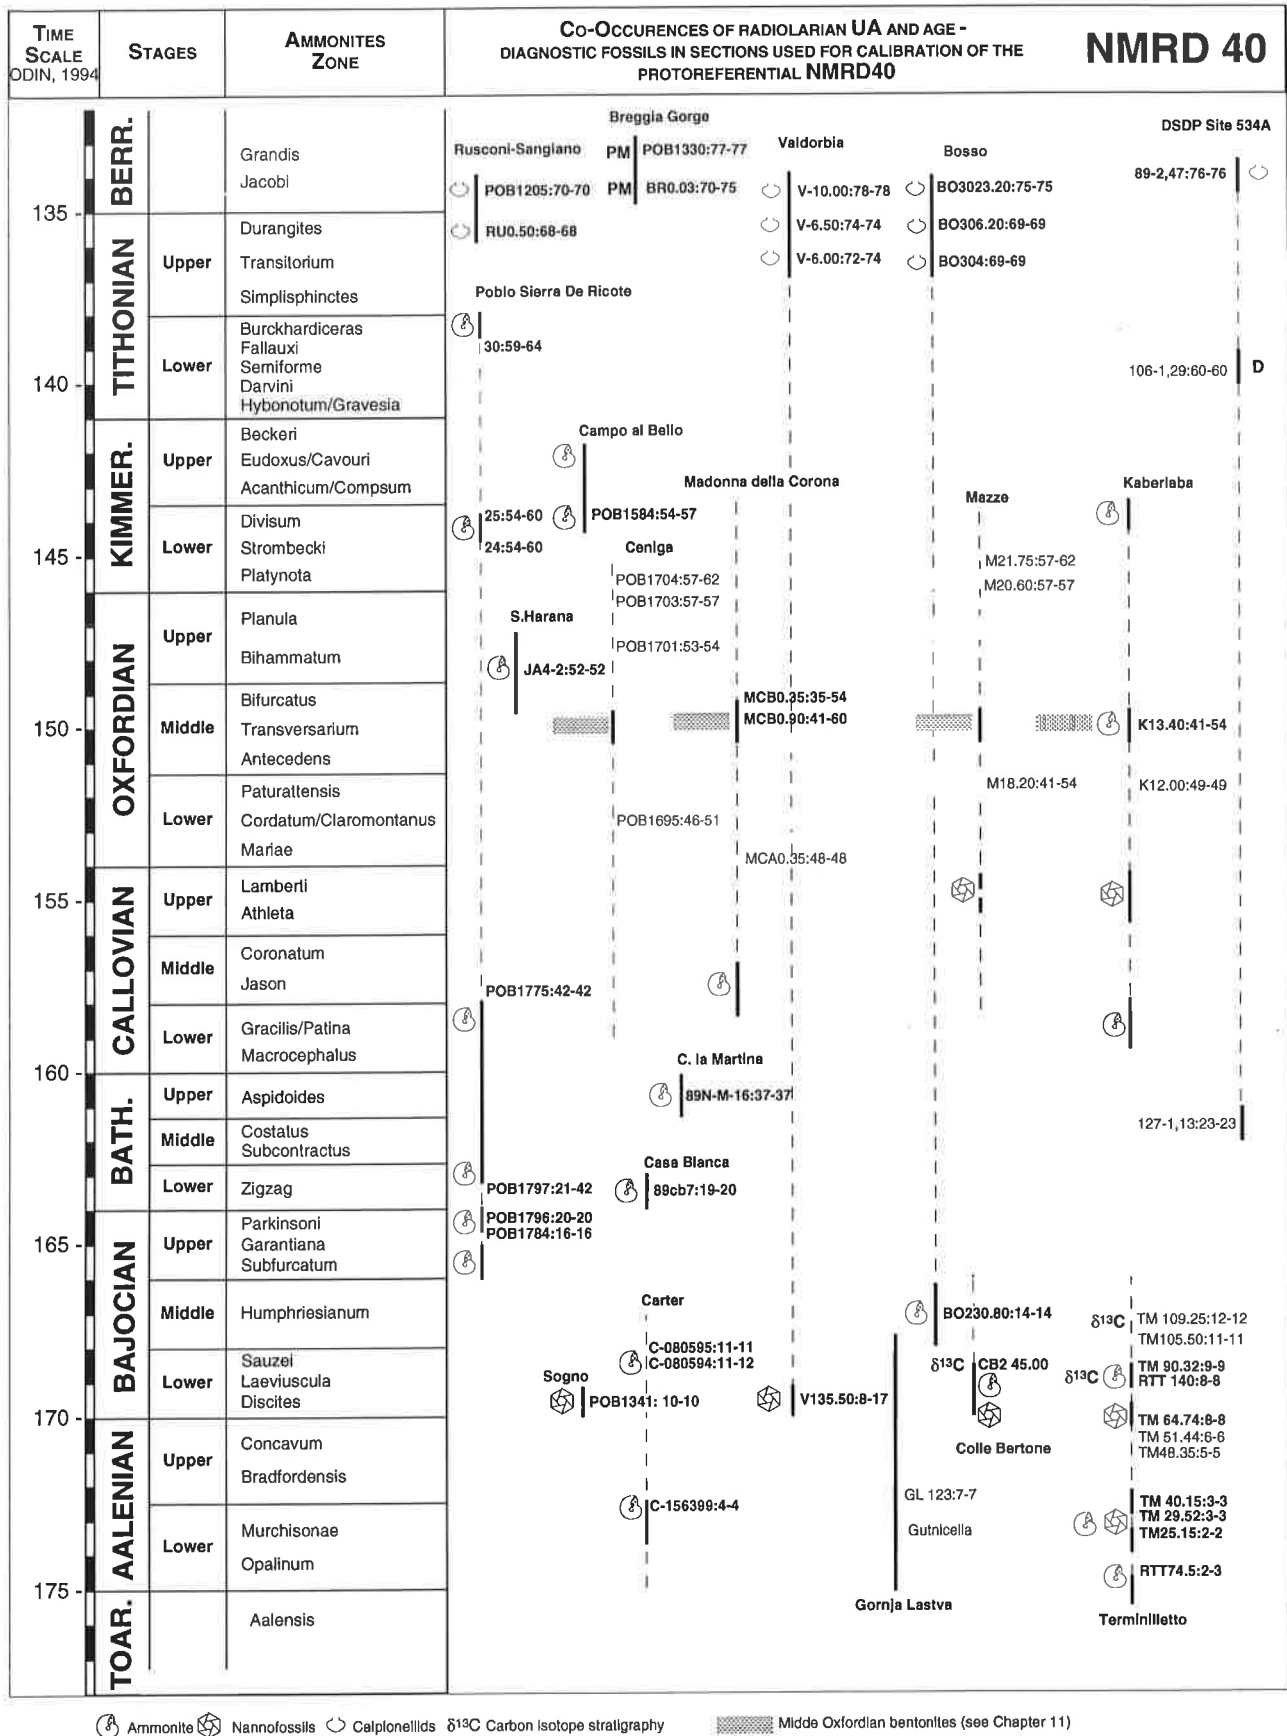 TIME
SCALE
ODIN, 1994
STAGES
AMMONITES
ZONE
CO-OCCURENCES OF RADIOLARIAN UA AND AGE -
DIAGNOSTIC FOSSILS IN SECTIONS USED FOR CALIBRATION OF THE
PROTOREFERENTIAL NMRD40
NMRD 40
135
140
145
150
155
160
165
170
175
BERR.
Grandis
Jacobi
TITHONIAN
Upper
Durangites
Transitorium
Simplisphinctes
Lower
Burckhardiceras
Fallauxi
Semiforme
Darvini
Hybonotum/Gravesia
KIMMER.
Upper
Beckeri
Eudoxus/Cavouri
Acanthicum/Compsum
Lower
Divisum
Strombecki
Platynota
OXFORDIAN
Upper
Planula
Bihammatum
Middle
Bifurcatus
Transversarium
Antecedens
Lower
Paturattensis
Cordatum/Claromontanus
Mariae
CALLOVIAN
Upper
Lamberti
Athleta
Middle
Coronatum
Jason
Lower
Gracilis/Patina
Macrocephalus
BATH.
Upper
Aspidoides
Middle
Costatus
Subcontractus
Lower
Zigzag
BAJOCIAN
Upper
Parkinsoni
Garantiana
Subfurcatum
Middle
Humphriesianum
Lower
Sauzei
Laeviuscula
Discites
AALENIAN
Upper
Concavum
Bradfordensis
Lower
Murchisonae
Opalinum
TOAR.
Aalensis
Rusconi-Sangiano
POB1205:70-70
RU0.50:68-68
Breggia Gorge
PM POB1330:77-77
PM BR0.03:70-75
Valdorbia
V-10.00:78-78
V-6.50:74-74
V-6.00:72-74
Bosso
BO3023.20:75-75
BO306.20:69-69
BO304:69-69
DSDP Site 534A
89-2,47:76-76
106-1,29:60-60 D
127-1,13:23-23
Poblo Sierra De Ricote
30:59-64
25:54-60
24:54-60
Campo al Bello
POB1584:54-57
Madonna della Corona
MCB0.35:35-54
MCB0.90:41-60
MCA0.35:48-48
Mazze
M21.75:57-62
M20.60:57-57
M18.20:41-54
Kaberlaba
K13.40:41-54
K12.00:49-49
Ceniga
POB1704:57-62
POB1703:57-57
POB1701:53-54
POB1695:46-51
S.Harana
JA4-2:52-52
POB1775:42-42
POB1797:21-42
POB1796:20-20
POB1784:16-16
C. la Martina
89N-M-16:37-37
Casa Blanca
89cb7:19-20
Carter
C-080595:11-11
C-080594:11-12
C-156399:4-4
Sogno
POB1341: 10-10
V135.50:8-17
BO230.80:14-14
δ13C CB2 45.00
Colle Bertone
GL 123:7-7
Gutnicella
Gornja Lastva
δ13C TM 109.25:12-12
TM105.50:11-11
δ13C TM 90.32:9-9
RTT 140:8-8
TM 64.74:8-8
TM 51.44:6-6
TM48.35:5-5
TM 40.15:3-3
TM 29.52:3-3
TM25.15:2-2
RTT74.5:2-3
Terminilletto
Ammonite Nannofossils Calpionellids δ13C Carbon isotope stratigraphy Midde Oxfordian bentonites (see Chapter 11)